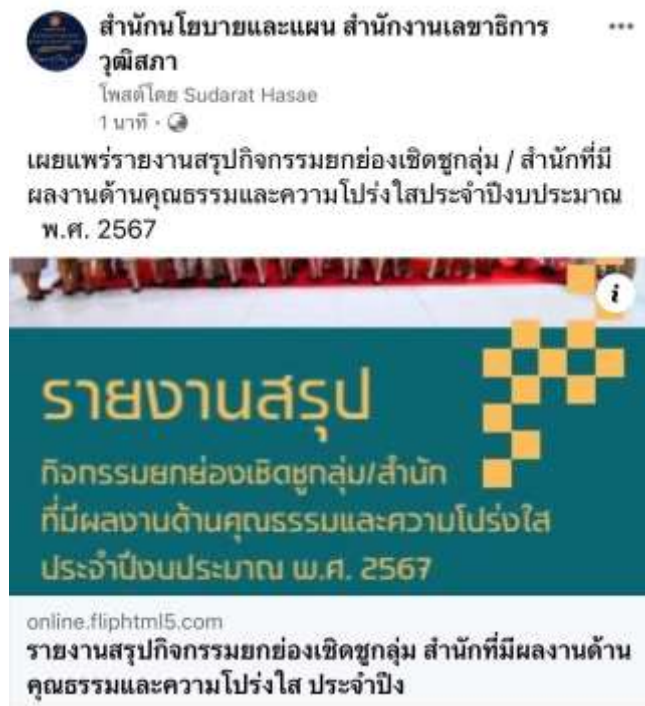 สำนักนโยบายและแผน สำนักงานเลขาธิการ
วุฒิสภา
โพสต์โดย Sudarat Hasae
1 นาที ·
เผยแพร่รายงานสรุปกิจกรรมยกย่องเชิดชูกลุ่ม / สำนักที่มี
ผลงานด้านคุณธรรมและความโปร่งใสประจำปีงบประมาณ
พ.ศ. 2567
i
รายงานสรุป
กิจกรรมยกย่องเชิดชูกลุ่ม/สำนัก
ที่มีผลงานด้านคุณธรรมและความโปร่งใส
ประจำปีงบประมาณ พ.ศ. 2567
online.fliphtml5.com
รายงานสรุปกิจกรรมยกย่องเชิดชูกลุ่ม สำนักที่มีผลงานด้าน
คุณธรรมและความโปร่งใส ประจำปีง